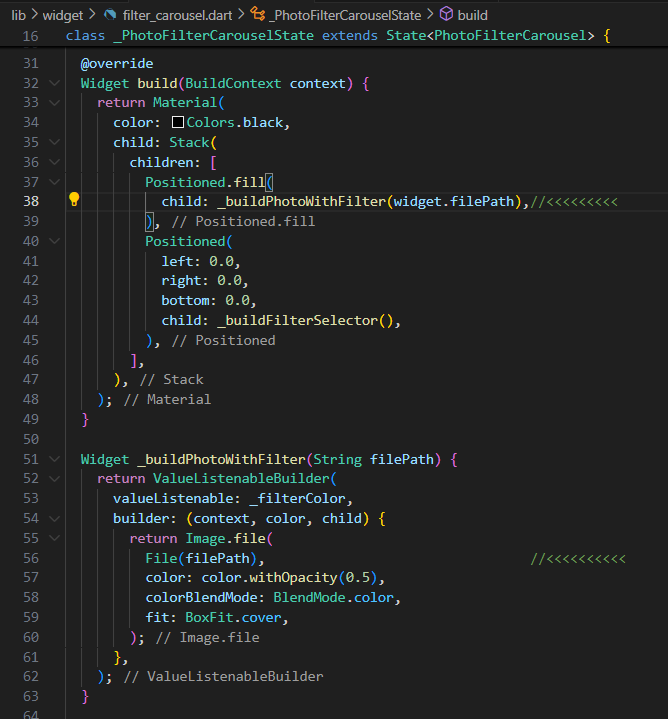 lib > widget > filter_carousel.dart > _PhotoFilterCarouselState > build
16 class _PhotoFilterCarouselState extends State<PhotoFilterCarousel> {
31 @override
32 Widget build(BuildContext context) {
33 return Material(
34 color: Colors.black,
35 child: Stack(
36 children: [
37 Positioned.fill(
38 child: _buildPhotoWithFilter(widget.filePath),//<<<<<<<<<
39 ), // Positioned.fill
40 Positioned(
41 left: 0.0,
42 right: 0.0,
43 bottom: 0.0,
44 child: _buildFilterSelector(),
45 ), // Positioned
46 ],
47 ), // Stack
48 ); // Material
49 }
50
51 Widget _buildPhotoWithFilter(String filePath) {
52 return ValueListenableBuilder(
53 valueListenable: _filterColor,
54 builder: (context, color, child) {
55 return Image.file(
56 File(filePath), //<<<<<<<<<<
57 color: color.withOpacity(0.5),
58 colorBlendMode: BlendMode.color,
59 fit: BoxFit.cover,
60 ); // Image.file
61 },
62 ); // ValueListenableBuilder
63 }
64